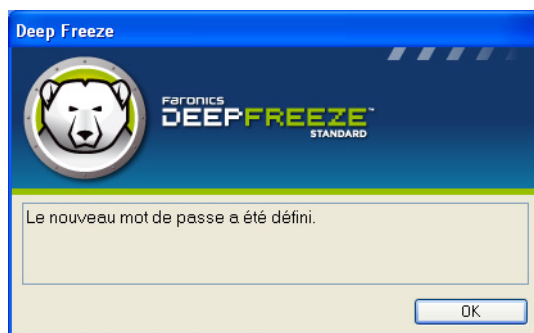 Deep Freeze
Faronics
DEEPFREEZE™
STANDARD
Le nouveau mot de passe a été défini.
OK